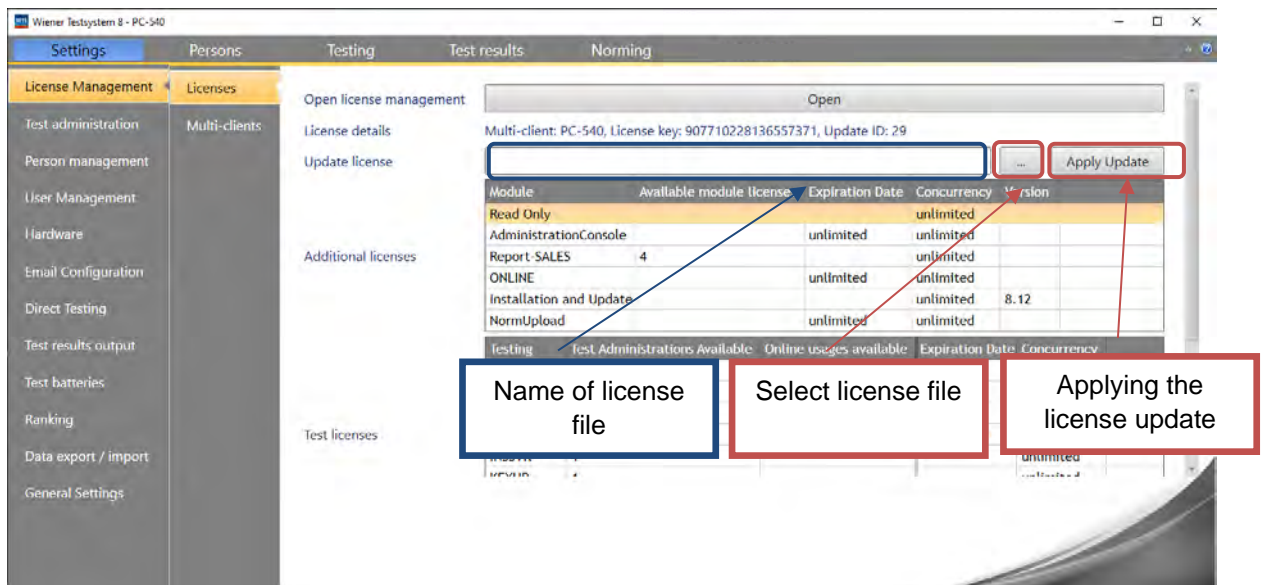 Wiener Testsystem 8 - PC-540
Settings Persons Testing Test results Norming
License Management
Test administration
Person management
User Management
Hardware
Email Configuration
Direct Testing
Test results output
Test batteries
Ranking
Data export / import
General Settings
Licenses
Multi-clients
Open license management Open
License details Multi-client: PC-540, License key: 907710228136557371, Update ID: 29
Update license ... Apply Update
Module Available module license Expiration Date Concurrency Version
Read Only unlimited
AdministrationConsole unlimited unlimited
Additional licenses
Report-SALES 4 unlimited
ONLINE unlimited unlimited
Installation and Update unlimited 8.12
NormUpload unlimited unlimited
Testing Test Administrations Available Online usages available Expiration Date Concurrency
Test licenses
unlimited
Name of license
file
Select license file
Applying the
license update